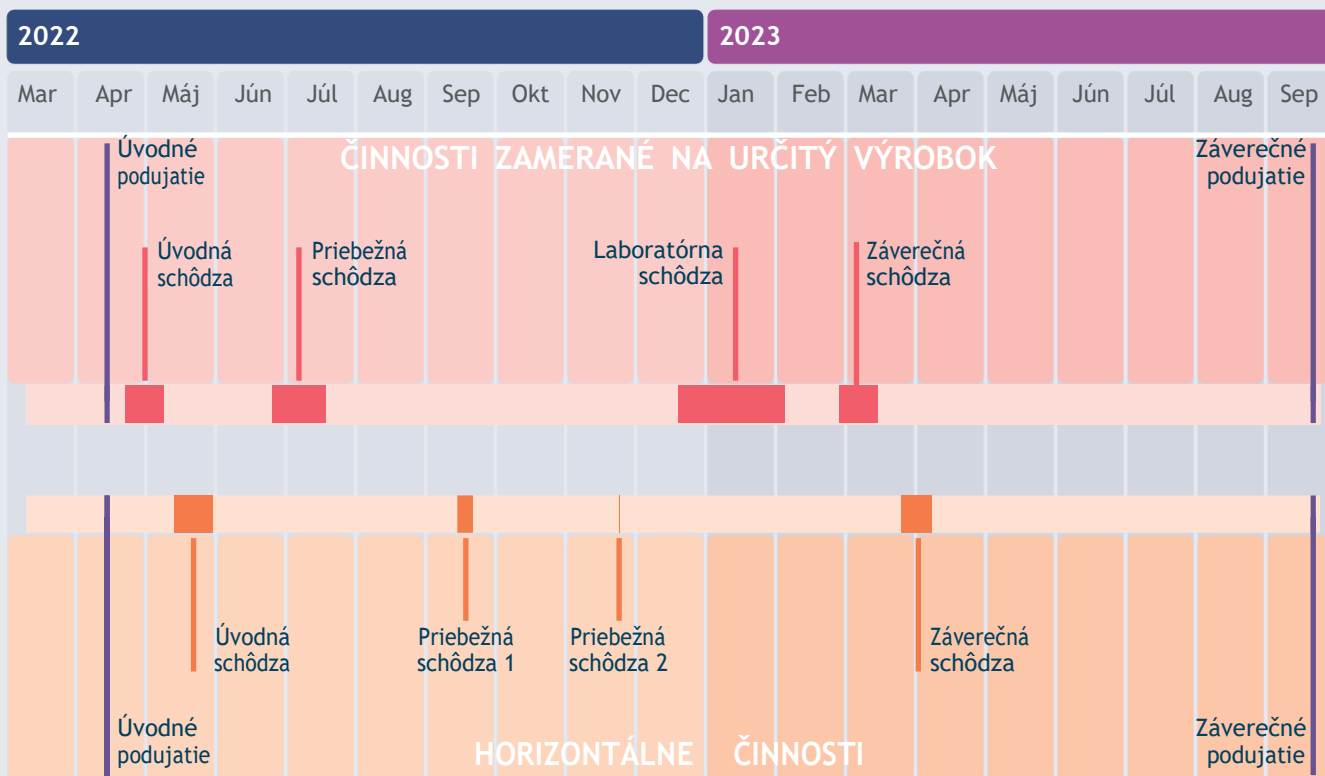 2022 2023
Mar Apr Máj Jún Júl Aug Sep Okt Nov Dec Jan Feb Mar Apr Máj Jún Júl Aug Sep
ČINNOSTI ZAMERANÉ NA URČITÝ VÝROBOK
Úvodné
podujatie
Záverečné
podujatie
Úvodná
schôdza
Priebežná
schôdza
Laboratórna
schôdza
Záverečná
schôdza
Úvodná
schôdza
Priebežná
schôdza 1
Priebežná
schôdza 2
Záverečná
schôdza
Úvodné
podujatie
Záverečné
podujatie
HORIZONTÁLNE ČINNOSTI